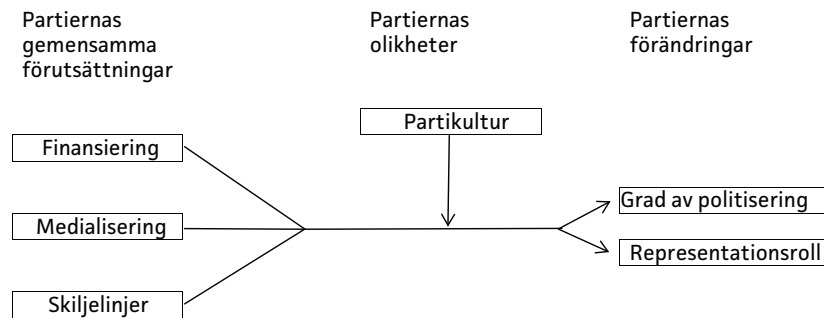 Partiernas
gemensamma
förutsättningar
Partiernas
olikheter
Partiernas
förändringar
Partikultur
Finansiering
Medialisering
Skiljelinjer
Grad av politisering
Representationsroll